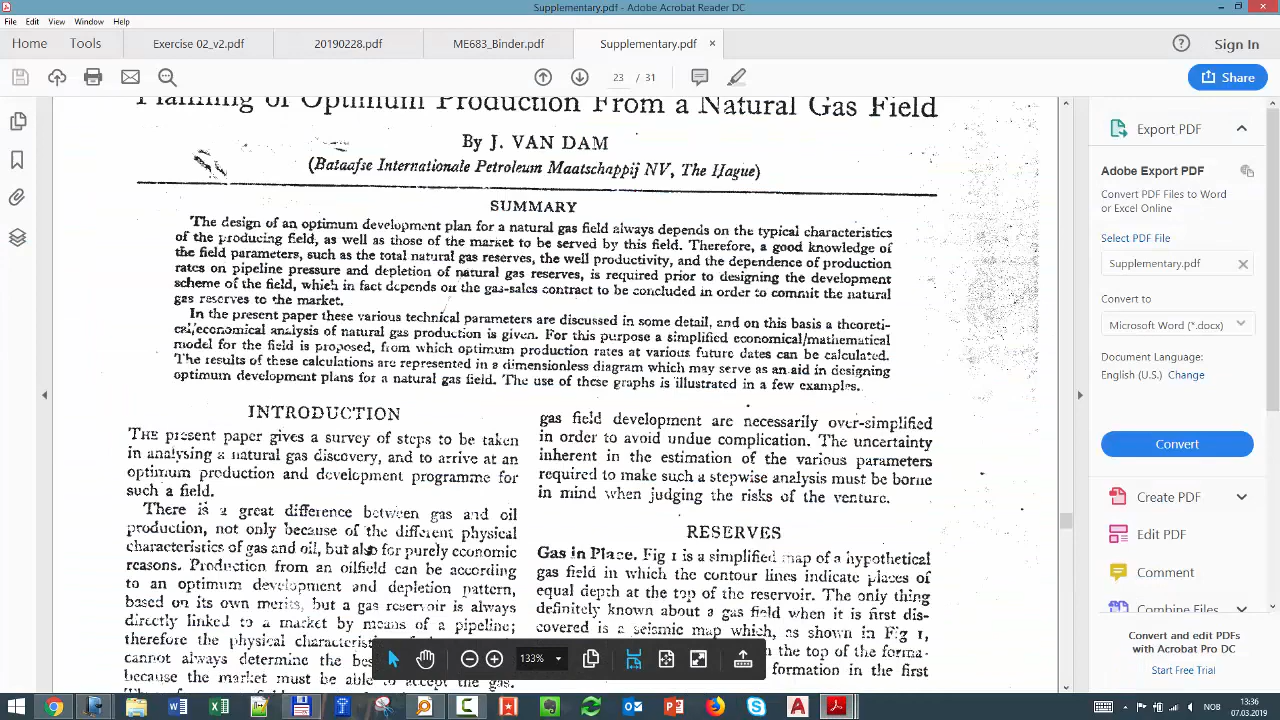 Supplementary.pdf - Adobe Acrobat Reader DC
File Edit View Window Help
Home Tools Exercise 02_v2.pdf 20190228.pdf ME683_Binder.pdf Supplementary.pdf × Sign In
23 / 31 Share
Planning of Optimum Production From a Natural Gas Field
By J. VAN DAM
(Bataafse Internationale Petroleum Maatschappij NV, The Hague)
SUMMARY
The design of an optimum development plan for a natural gas field always depends on the typical characteristics
of the producing field, as well as those of the market to be served by this field. Therefore, a good knowledge of
the field parameters, such as the total natural gas reserves, the well productivity, and the dependence of production
rates on pipeline pressure and depletion of natural gas reserves, is required prior to designing the development
scheme of the field, which in fact depends on the gas-sales contract to be concluded in order to commit the natural
gas reserves to the market.
In the present paper these various technical parameters are discussed in some detail, and on this basis a theoreti-
cal/economical analysis of natural gas production is given. For this purpose a simplified economical/mathematical
model for the field is proposed, from which optimum production rates at various future dates can be calculated.
The results of these calculations are represented in a dimensionless diagram which may serve as an aid in designing
optimum development plans for a natural gas field. The use of these graphs is illustrated in a few examples.
INTRODUCTION
THE present paper gives a survey of steps to be taken
in analysing a natural gas discovery, and to arrive at an
optimum production and development programme for
such a field.
There is a great difference between gas and oil
production, not only because of the different physical
characteristics of gas and oil, but also for purely economic
reasons. Production from an oilfield can be according
to an optimum development and depletion pattern,
based on its own merits, but a gas reservoir is always
directly linked to a market by means of a pipeline;
therefore the physical
cannot always determine the
because the market must be able to accept the gas.
gas field development are necessarily over-simplified
in order to avoid undue complication. The uncertainty
inherent in the estimation of the various parameters
required to make such a stepwise analysis must be borne
in mind when judging the risks of the venture.
RESERVES
Gas in Place. Fig 1 is a simplified map of a hypothetical
gas field in which the contour lines indicate places of
equal depth at the top of the reservoir. The only thing
definitely known about a gas field when it is first dis-
covered is a seismic map which, as shown in Fig 1,
the top of the forma-
formation in the first
133%
Export PDF
Adobe Export PDF
Convert PDF Files to Word
or Excel Online
Select PDF File
Supplementary.pdf
Convert to
Microsoft Word (*.docx)
Document Language:
English (U.S.) Change
Convert
Create PDF
Edit PDF
Comment
Combine Files
Convert and edit PDFs
with Acrobat Pro DC
Start Free Trial
NOB
13:36
07.03.2019